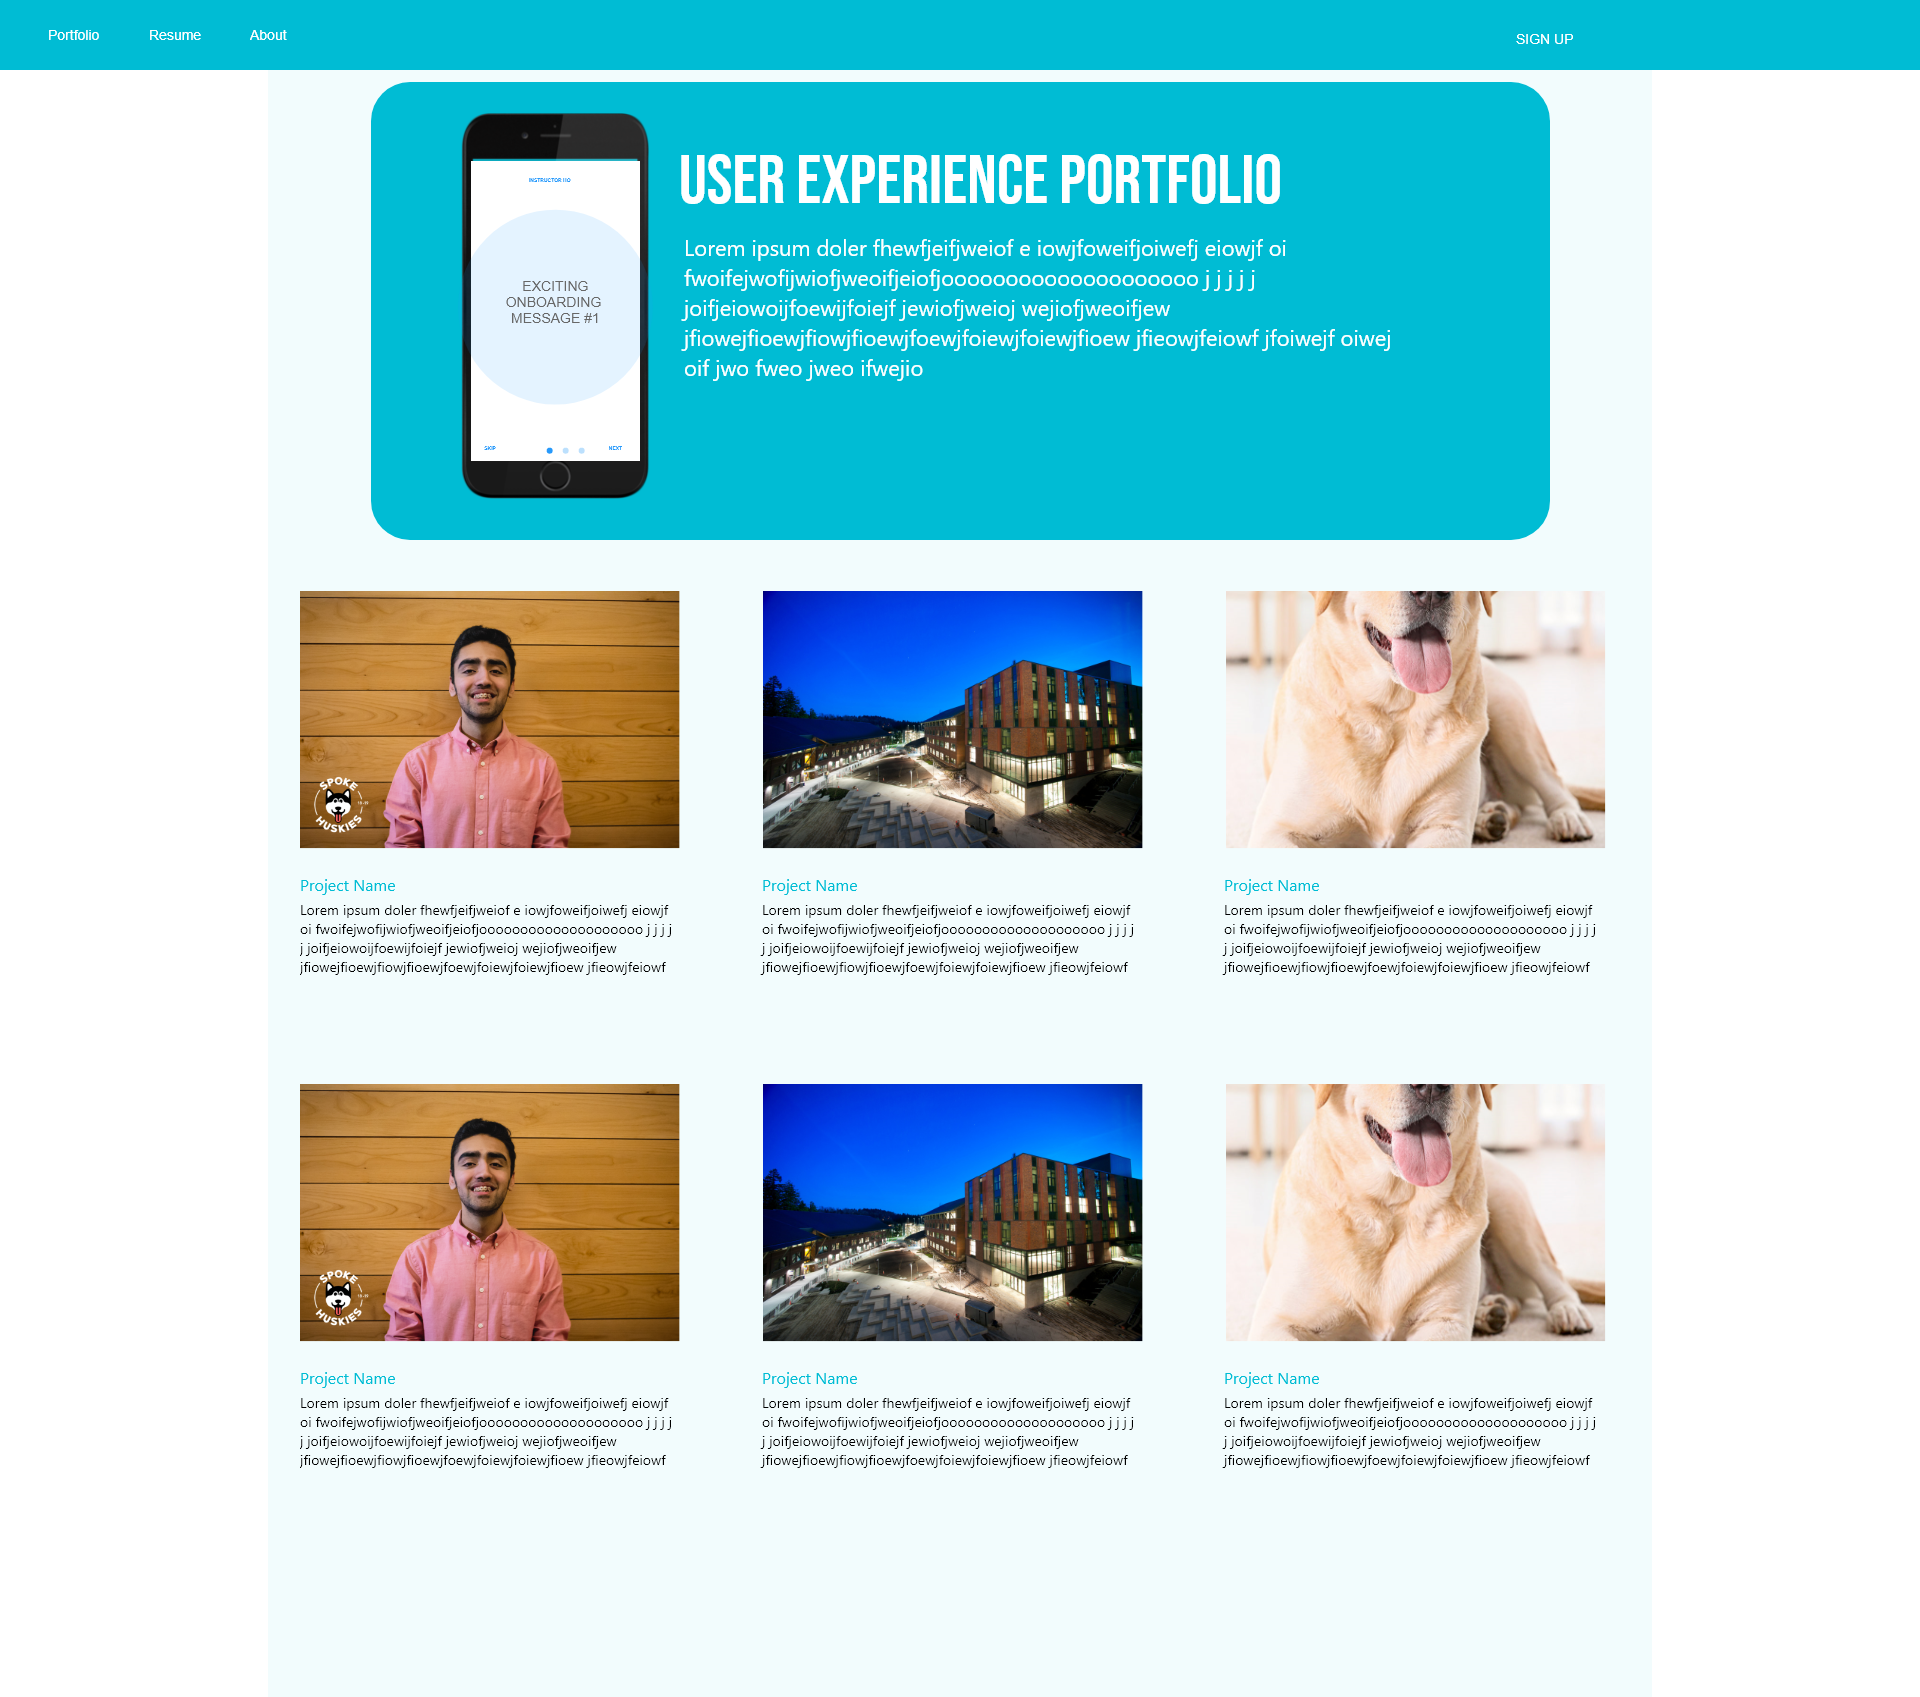 Portfolio
Resume
About
SIGN UP
INSTRUCTOR I I.O
EXCITING
ONBOARDING
MESSAGE #1
SKIP
NEXT
USER EXPERIENCE PORTFOLIO
Lorem ipsum doler fhewfjeifjweiof e iowjfoweifjoiwefj eiowjf oi
fwoifejwofijwiofjweoifjeiofjoooooooooooooooooooo j j j j j
joifjeiowoijfoewijfoiejf jewiofjweioj wejiofjweoifjew
jfiowejfioewjfiowjfioewjfoewjfoiewjfoiewjfioew jfieowjfeiowf jfoiwejf oiwej
oif jwo fweo jweo ifwejio
SPOKE
HUSKIES
Project Name
Lorem ipsum doler fhewfjeifjweiof e iowjfoweifjoiwefj eiowjf
oi fwoifejwofijwiofjweoifjeiofjoooooooooooooooooooo j j j j
j joifjeiowoijfoewijfoiejf jewiofjweioj wejiofjweoifjew
jfiowejfioewjfiowjfioewjfoewjfoiewjfoiewjfioew jfieowjfeiowf
Project Name
Lorem ipsum doler fhewfjeifjweiof e iowjfoweifjoiwefj eiowjf
oi fwoifejwofijwiofjweoifjeiofjoooooooooooooooooooo j j j j
j joifjeiowoijfoewijfoiejf jewiofjweioj wejiofjweoifjew
jfiowejfioewjfiowjfioewjfoewjfoiewjfoiewjfioew jfieowjfeiowf
Project Name
Lorem ipsum doler fhewfjeifjweiof e iowjfoweifjoiwefj eiowjf
oi fwoifejwofijwiofjweoifjeiofjoooooooooooooooooooo j j j j
j joifjeiowoijfoewijfoiejf jewiofjweioj wejiofjweoifjew
jfiowejfioewjfiowjfioewjfoewjfoiewjfoiewjfioew jfieowjfeiowf
SPOKE
HUSKIES
Project Name
Lorem ipsum doler fhewfjeifjweiof e iowjfoweifjoiwefj eiowjf
oi fwoifejwofijwiofjweoifjeiofjoooooooooooooooooooo j j j j
j joifjeiowoijfoewijfoiejf jewiofjweioj wejiofjweoifjew
jfiowejfioewjfiowjfioewjfoewjfoiewjfoiewjfioew jfieowjfeiowf
Project Name
Lorem ipsum doler fhewfjeifjweiof e iowjfoweifjoiwefj eiowjf
oi fwoifejwofijwiofjweoifjeiofjoooooooooooooooooooo j j j j
j joifjeiowoijfoewijfoiejf jewiofjweioj wejiofjweoifjew
jfiowejfioewjfiowjfioewjfoewjfoiewjfoiewjfioew jfieowjfeiowf
Project Name
Lorem ipsum doler fhewfjeifjweiof e iowjfoweifjoiwefj eiowjf
oi fwoifejwofijwiofjweoifjeiofjoooooooooooooooooooo j j j j
j joifjeiowoijfoewijfoiejf jewiofjweioj wejiofjweoifjew
jfiowejfioewjfiowjfioewjfoewjfoiewjfoiewjfioew jfieowjfeiowf